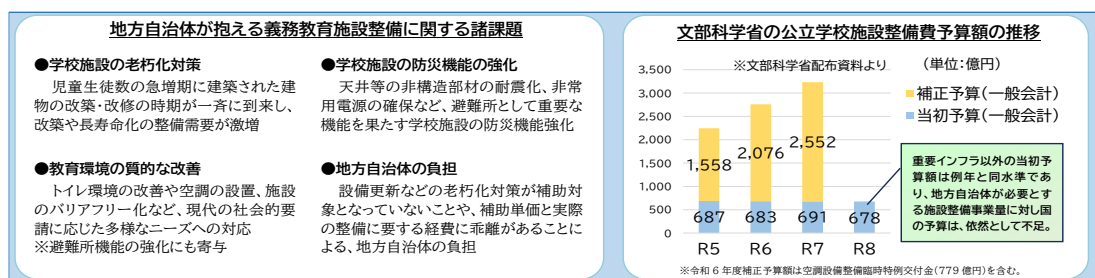 地方自治体が抱える義務教育施設整備に関する諸課題
●学校施設の老朽化対策
児童生徒数の急増期に建築された建
物の改築・改修の時期が一斉に到来し、
改築や長寿命化の整備需要が激増
●学校施設の防災機能の強化
天井等の非構造部材の耐震化、非常
用電源の確保など、避難所として重要な
機能を果たす学校施設の防災機能強化
●教育環境の質的な改善
トイレ環境の改善や空調の設置、施設
のバリアフリー化など、現代の社会的要
請に応じた多様なニーズへの対応
※避難所機能の強化にも寄与
●地方自治体の負担
設備更新などの老朽化対策が補助対
象となっていないことや、補助単価と実際
の整備に要する経費に乖離があることに
よる、地方自治体の負担
文部科学省の公立学校施設整備費予算額の推移
※文部科学省配布資料より
(単位:億円)
補正予算(一般会計)
当初予算(一般会計)
3,500
3,000
2,500
2,000
1,500
1,000
500
0
1,558
2,076
2,552
687
683
691
678
R5
R6
R7
R8
重要インフラ以外の当初予
算額は例年と同水準であ
り、地方自治体が必要とす
る施設整備事業量に対し国
の予算は、依然として不足。
※令和6年度補正予算額は空調設備整備臨時特例交付金(779億円)を含む。